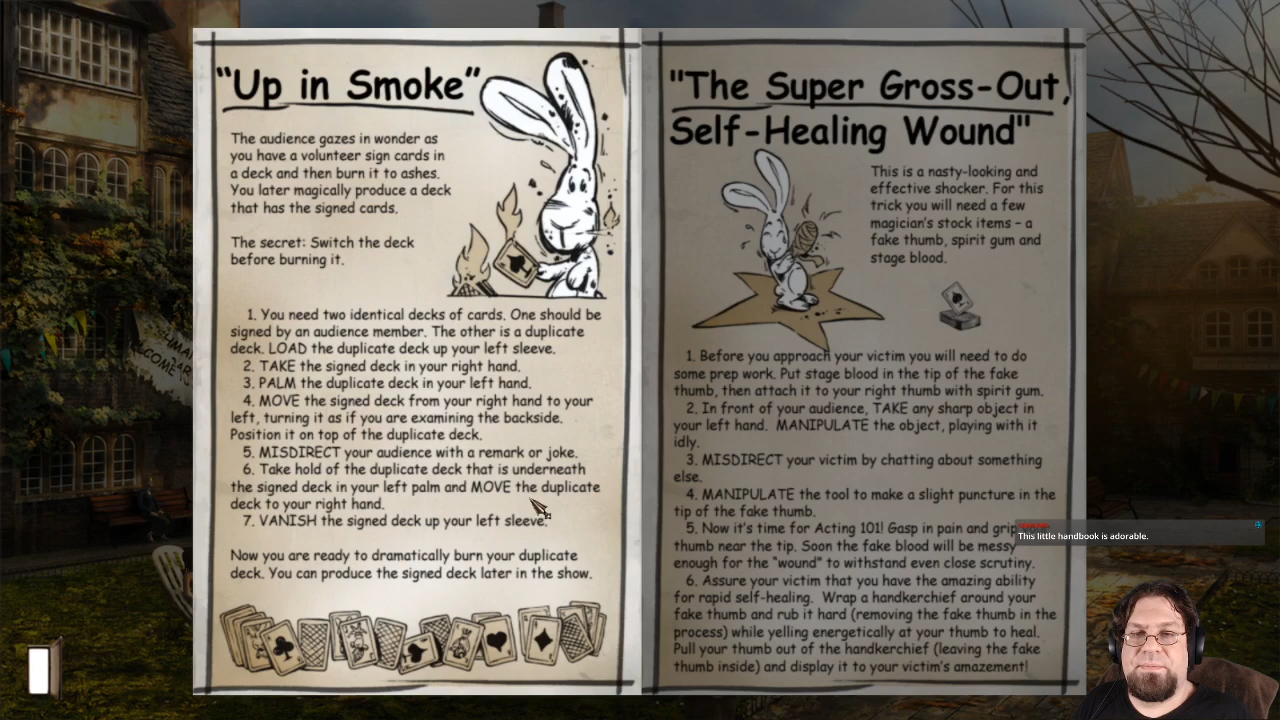 "Up in Smoke"
The audience gazes in wonder as
you have a volunteer sign cards in
a deck and then burn it to ashes.
You later magically produce a deck
that has the signed cards.
The secret: Switch the deck
before burning it.
1. You need two identical decks of cards. One should be
signed by an audience member. The other is a duplicate
deck. LOAD the duplicate deck up your left sleeve.
2. TAKE the signed deck in your right hand.
3. PALM the duplicate deck in your left hand.
4. MOVE the signed deck from your right hand to your
left, turning it as if you are examining the backside.
Position it on top of the duplicate deck.
5. MISDIRECT your audience with a remark or joke.
6. Take hold of the duplicate deck that is underneath
the signed deck in your left palm and MOVE the duplicate
deck to your right hand.
7. VANISH the signed deck up your left sleeve.
Now you are ready to dramatically burn your duplicate
deck. You can produce the signed deck later in the show.
"The Super Gross-Out,
Self-Healing Wound"
This is a nasty-looking and
effective shocker. For this
trick you will need a few
magician's stock items – a
fake thumb, spirit gum and
stage blood.
1. Before you approach your victim you will need to do
some prep work. Put stage blood in the tip of the fake
thumb, then attach it to your right thumb with spirit gum.
2. In front of your audience, TAKE any sharp object in
your left hand. MANIPULATE the object, playing with it
idly.
3. MISDIRECT your victim by chatting about something
else.
4. MANIPULATE the tool to make a slight puncture in the
tip of the fake thumb.
5. Now it's time for Acting 101! Gasp in pain and grip
thumb near the tip. Soon the fake blood will be messy
enough for the "wound" to withstand even close scrutiny.
6. Assure your victim that you have the amazing ability
for rapid self-healing. Wrap a handkerchief around your
fake thumb and rub it hard (removing the fake thumb in the
process) while yelling energetically at your thumb to heal.
Pull your thumb out of the handkerchief (leaving the fake
thumb inside) and display it to your victim's amazement!
This little handbook is adorable.